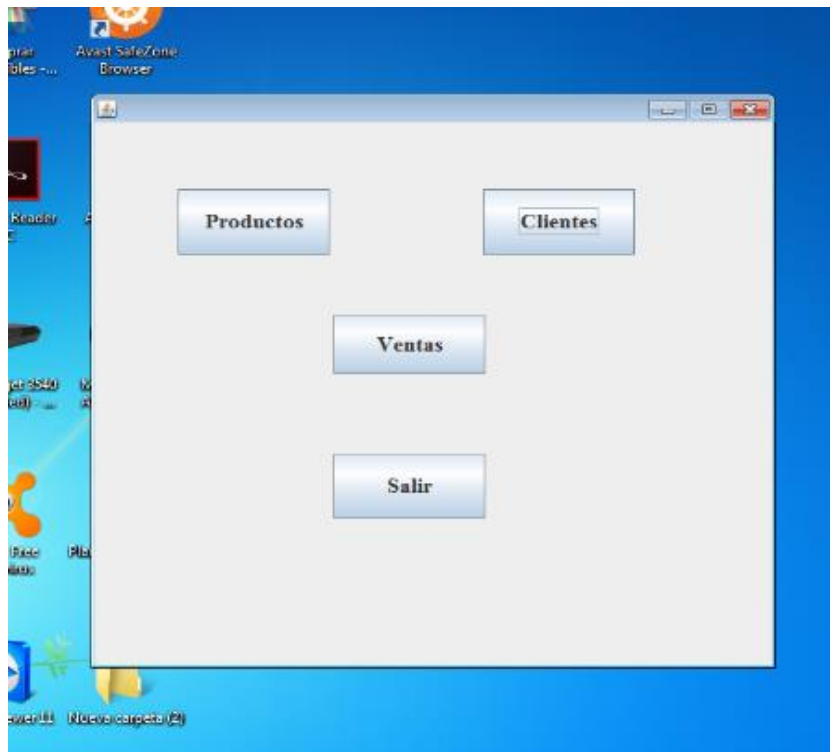 Avast SafeZone
Browser
Productos
Clientes
Ventas
Salir
Reader
Free
Nueva carpeta (2)